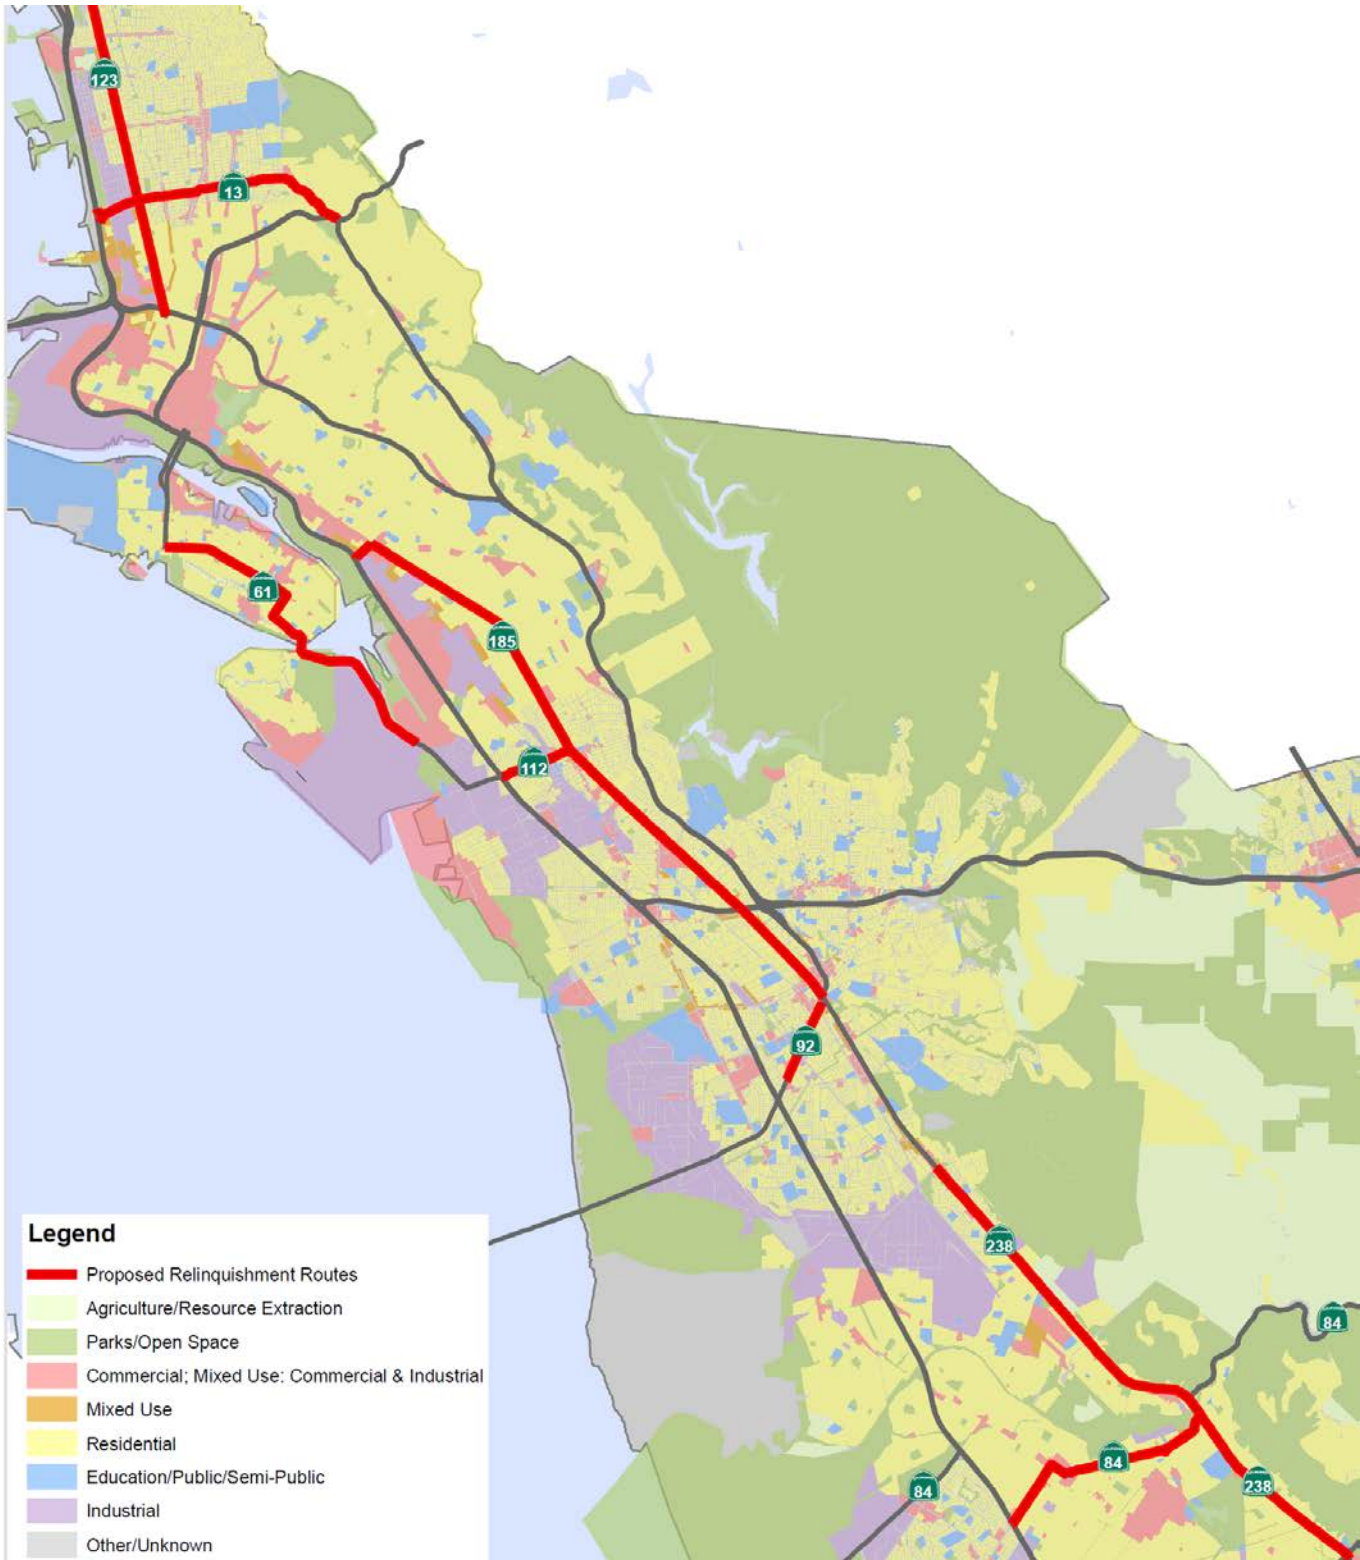 123
13
61
185
112
92
238
84
84
84
238
Legend
Proposed Relinquishment Routes
Agriculture/Resource Extraction
Parks/Open Space
Commercial; Mixed Use: Commercial & Industrial
Mixed Use
Residential
Education/Public/Semi-Public
Industrial
Other/Unknown